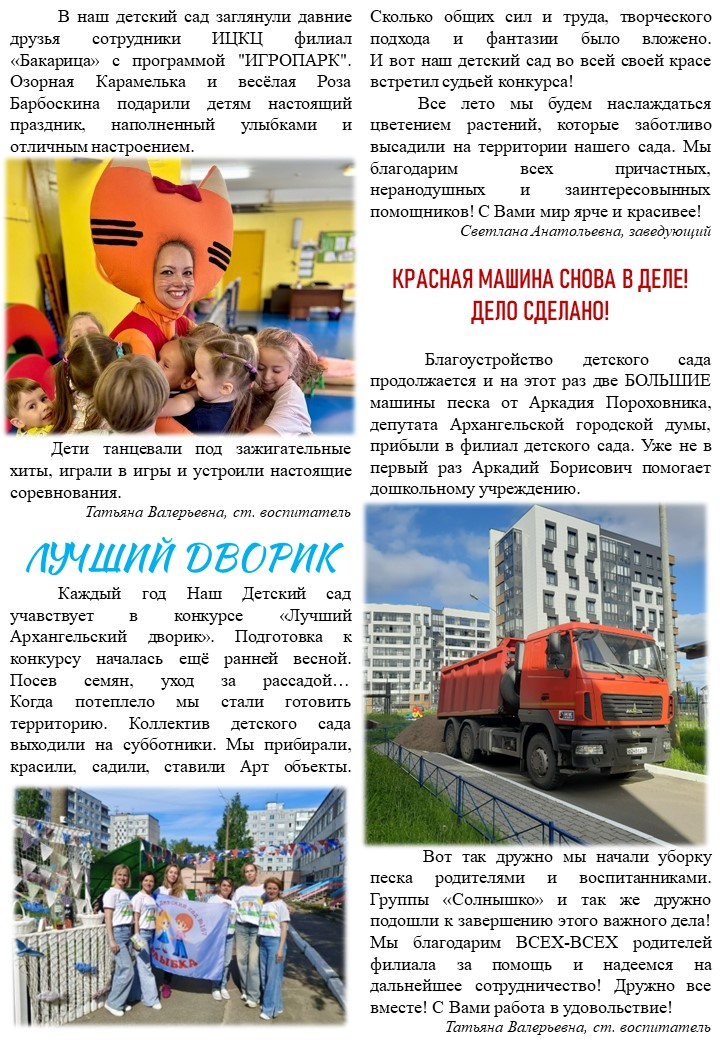 В наш детский сад заглянули давние
друзья сотрудники ИЦКЦ филиал
«Бакарица» с программой "ИГРОПАРК".
Озорная Карамелька и весёлая Роза
Барбоскина подарили детям настоящий
праздник, наполненный улыбками и
отличным настроением.
Дети танцевали под зажигательные
хиты, играли в игры и устроили настоящие
соревнования.
Татьяна Валерьевна, ст. воспитатель
ЛУЧШИЙ ДВОРИК
Каждый год Наш Детский сад
учавствует в конкурсе «Лучший
Архангельский дворик». Подготовка к
конкурсу началась ещё ранней весной.
Посев семян, уход за рассадой…
Когда потеплело мы стали готовить
территорию. Коллектив детского сада
выходили на субботники. Мы прибирали,
красили, садили, ставили Арт объекты.
УЛЫБКА
Сколько общих сил и труда, творческого
подхода и фантазии было вложено.
И вот наш детский сад во всей своей красе
встретил судьей конкурса!
Все лето мы будем наслаждаться
цветением растений, которые заботливо
высадили на территории нашего сада. Мы
благодарим всех причастных,
неранодушных и заинтересовынных
помощников! С Вами мир ярче и красивее!
Светлана Анатольевна, заведующий
КРАСНАЯ МАШИНА СНОВА В ДЕЛЕ!
ДЕЛО СДЕЛАНО!
Благоустройство детского сада
продолжается и на этот раз две БОЛЬШИЕ
машины песка от Аркадия Пороховника,
депутата Архангельской городской думы,
прибыли в филиал детского сада. Уже не в
первый раз Аркадий Борисович помогает
дошкольному учреждению.
Вот так дружно мы начали уборку
песка родителями и воспитанниками.
Группы «Солнышко» и так же дружно
подошли к завершению этого важного дела!
Мы благодарим ВСЕХ-ВСЕХ родителей
филиала за помощь и надеемся на
дальнейшее сотрудничество! Дружно все
вместе! С Вами работа в удовольствие!
Татьяна Валерьевна, ст. воспитатель